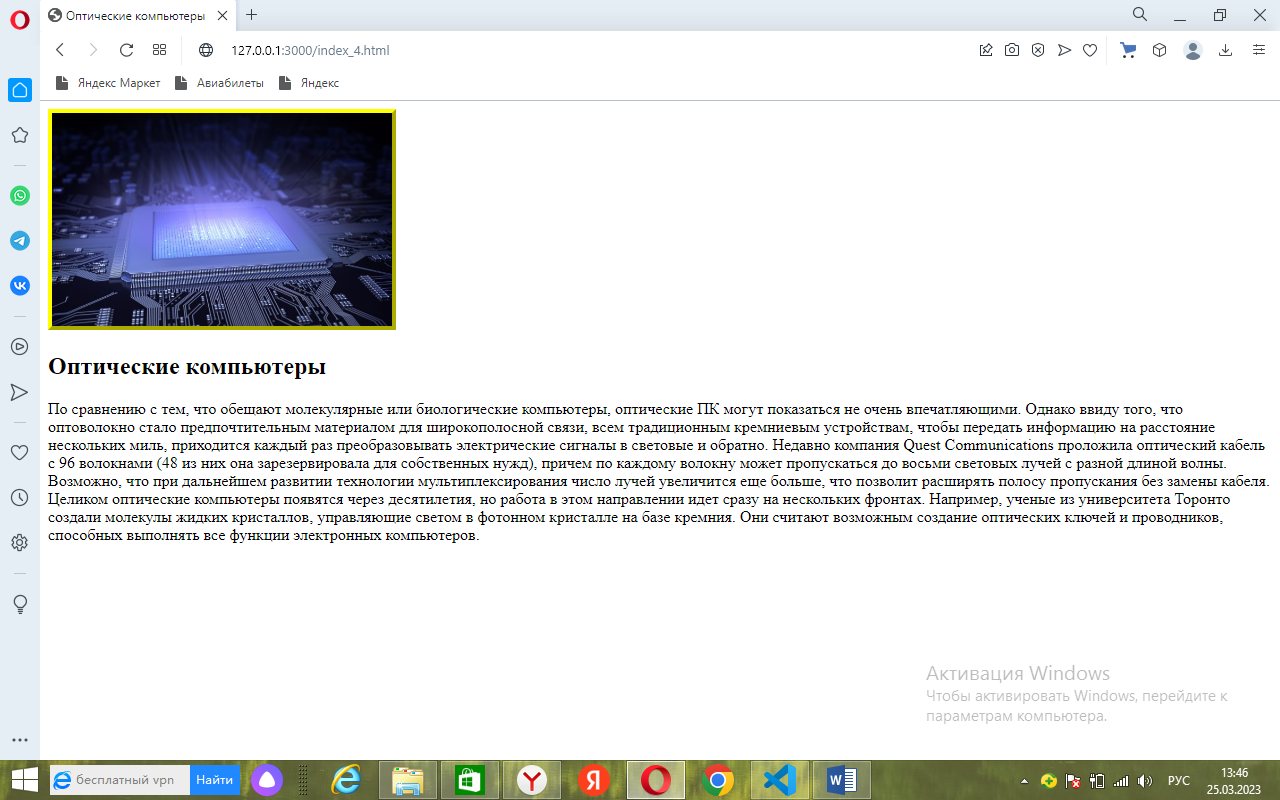 Оптические компьютеры
127.0.0.1:3000/index_4.html
Яндекс Маркет
Авиабилеты
Яндекс
Оптические компьютеры
По сравнению с тем, что обещают молекулярные или биологические компьютеры, оптические ПК могут показаться не очень впечатляющими. Однако ввиду того, что
оптоволокно стало предпочтительным материалом для широкополосной связи, всем традиционным кремниевым устройствам, чтобы передать информацию на расстояние
нескольких миль, приходится каждый раз преобразовывать электрические сигналы в световые и обратно. Недавно компания Quest Communications проложила оптический кабель
с 96 волокнами (48 из них она зарезервировала для собственных нужд), причем по каждому волокну может пропускаться до восьми световых лучей с разной длиной волны.
Возможно, что при дальнейшем развитии технологии мультиплексирования число лучей увеличится еще больше, что позволит расширять полосу пропускания без замены кабеля.
Целиком оптические компьютеры появятся через десятилетия, но работа в этом направлении идет сразу на нескольких фронтах. Например, ученые из университета Торонто
создали молекулы жидких кристаллов, управляющие светом в фотонном кристалле на базе кремния. Они считают возможным создание оптических ключей и проводников,
способных выполнять все функции электронных компьютеров.
Активация Windows
Чтобы активировать Windows, перейдите к
параметрам компьютера.
бесплатный vpn
Найти
РУС
13:46
25.03.2023